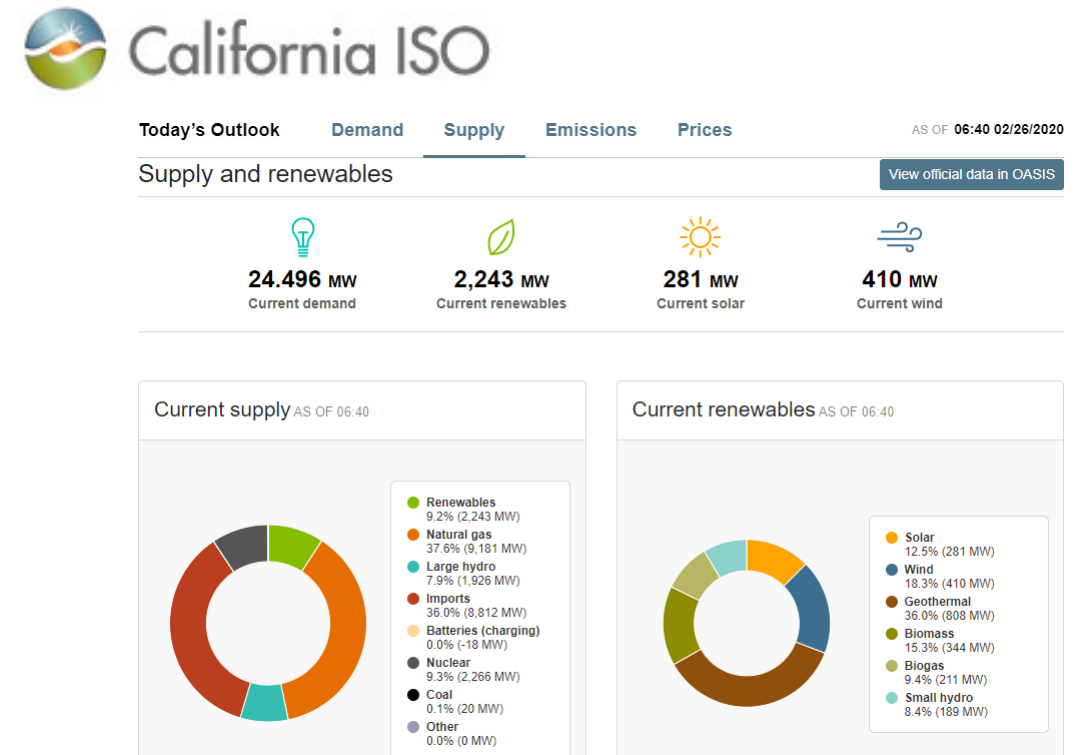 California ISO
Today's Outlook Demand Supply Emissions Prices AS OF 06:40 02/26/2020
Supply and renewables View official data in OASIS
24.496 MW 2,243 MW 281 MW 410 MW
Current demand Current renewables Current solar Current wind
Current supply AS OF 06:40
Renewables
9.2% (2,243 MW)
Natural gas
37.6% (9,181 MW)
Large hydro
7.9% (1,926 MW)
Imports
36.0% (8,812 MW)
Batteries (charging)
0.0% (-18 MW)
Nuclear
9.3% (2,266 MW)
Coal
0.1% (20 MW)
Other
0.0% (0 MW)
Current renewables AS OF 06:40
Solar
12.5% (281 MW)
Wind
18.3% (410 MW)
Geothermal
36.0% (808 MW)
Biomass
15.3% (344 MW)
Biogas
9.4% (211 MW)
Small hydro
8.4% (189 MW)